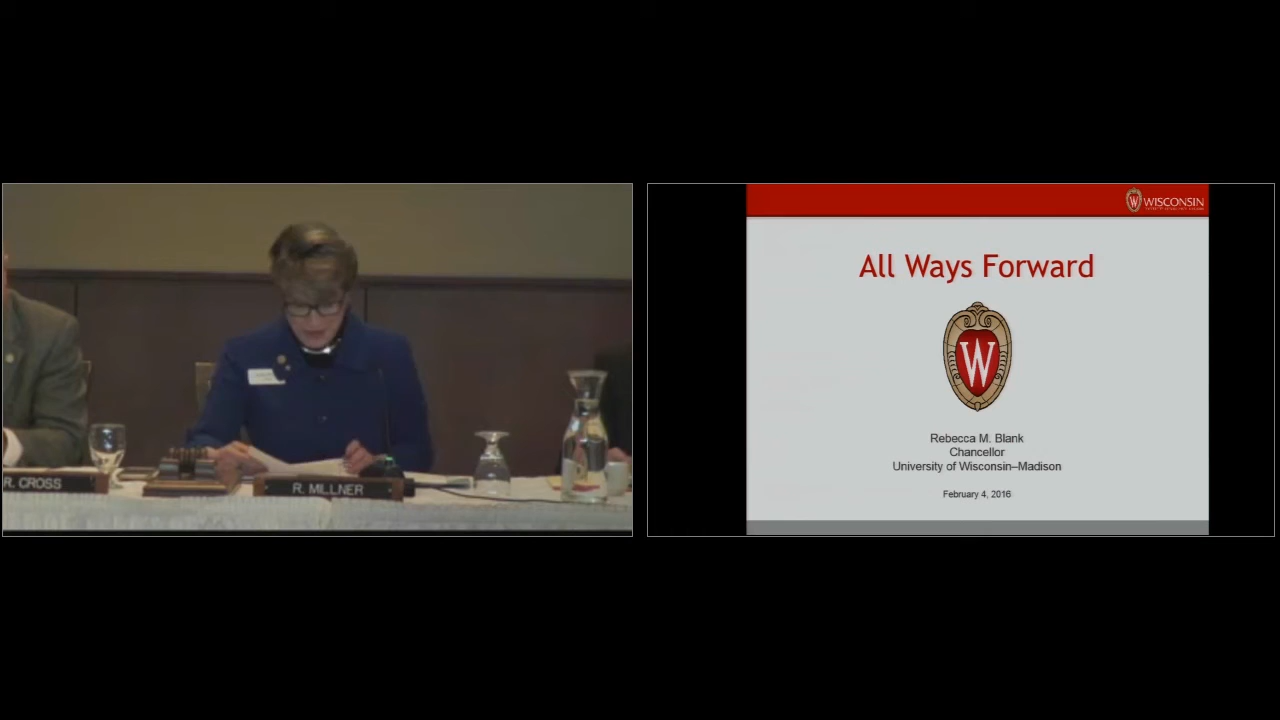 R. CROSS
R. MILLNER
W WISCONSIN
All Ways Forward
W
Rebecca M. Blank
Chancellor
University of Wisconsin–Madison
February 4, 2016